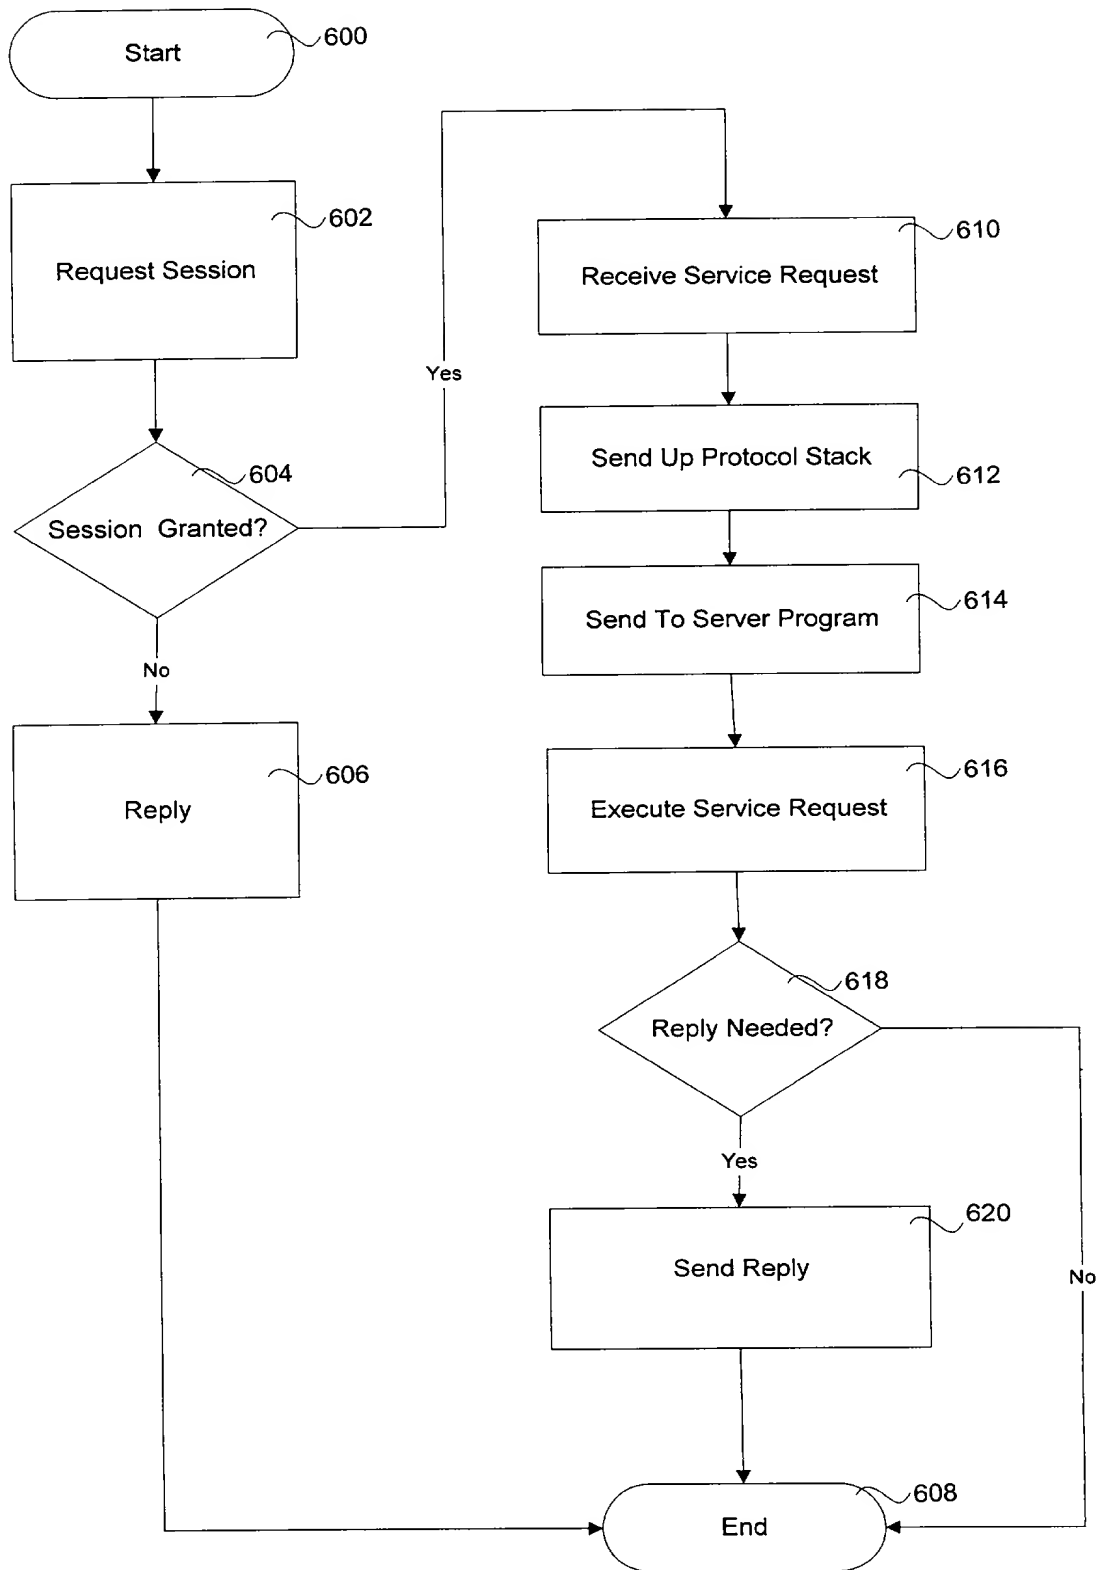 Start
600
Request Session
602
Session Granted?
604
Yes
No
Reply
606
Receive Service Request
610
Send Up Protocol Stack
612
Send To Server Program
614
Execute Service Request
616
Reply Needed?
618
Yes
No
Send Reply
620
End
608